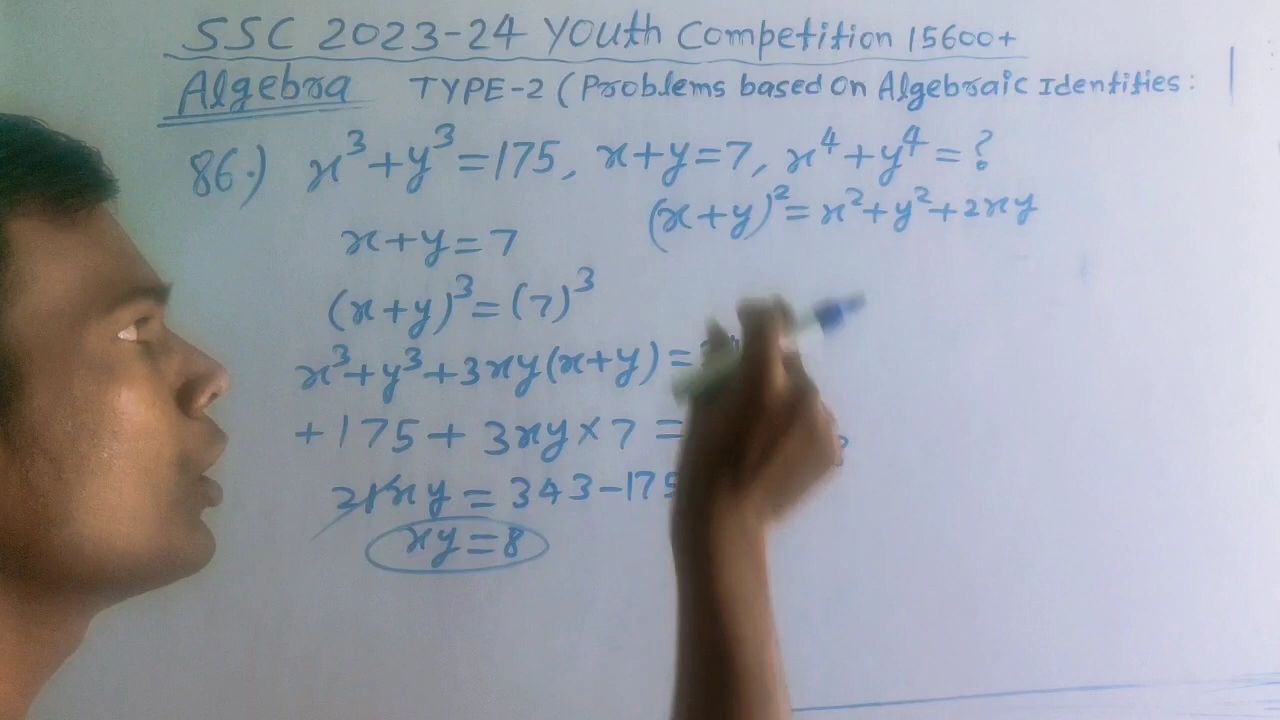 SSC 2023-24 YOUth Competition 15600+
Algebra TYPE-2 (Problems based on Algebraic Identities:
86.) x³+y³=175, x+y=7, x⁴+y⁴=?
(x+y)²=x²+y²+2xy
x+y=7
(x+y)³=(7)³
x³+y³+3xy(x+y)=
+175+3xy×7=
21xy=343-175
xy=8